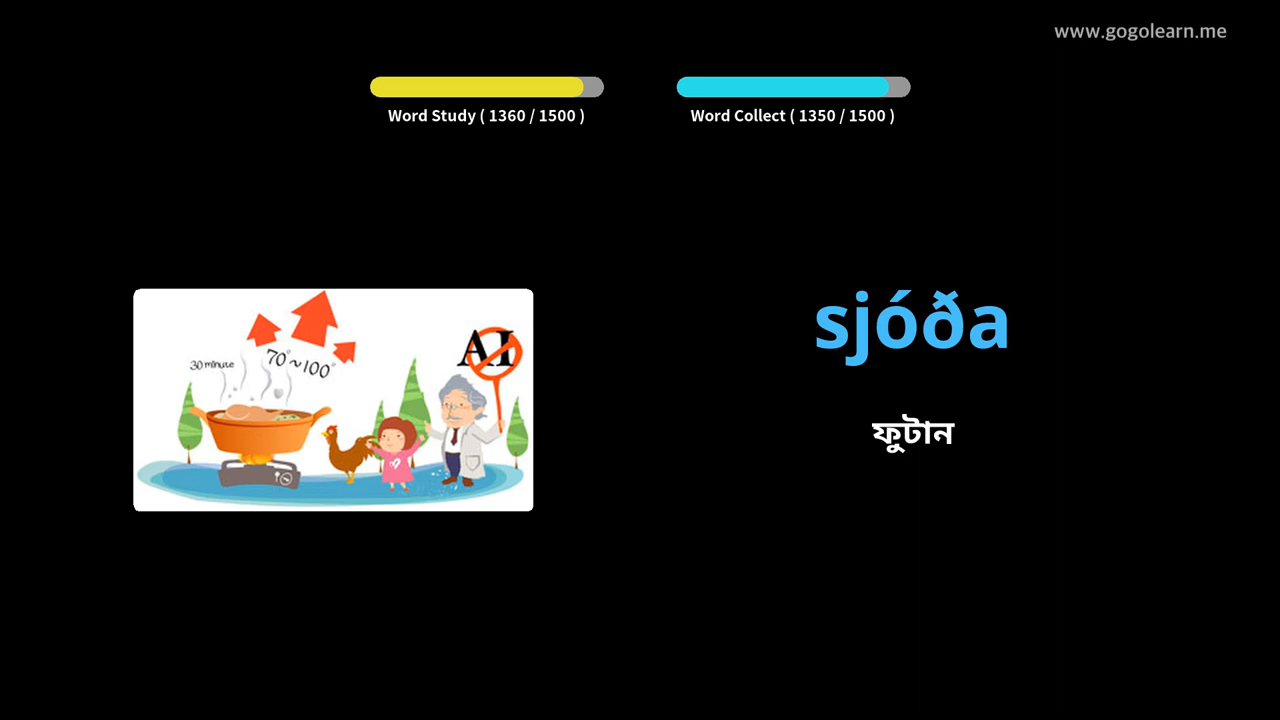 www.gogolearn.me
Word Study ( 1360 / 1500 )
Word Collect ( 1350 / 1500 )
30 minute
70°~100°
AI
sjóða
ফুটান